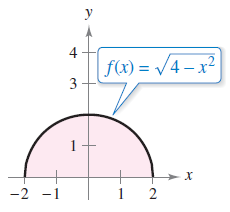 y
4
f(x) = √(4 − x²)
3
1
x
−2 −1 1 2